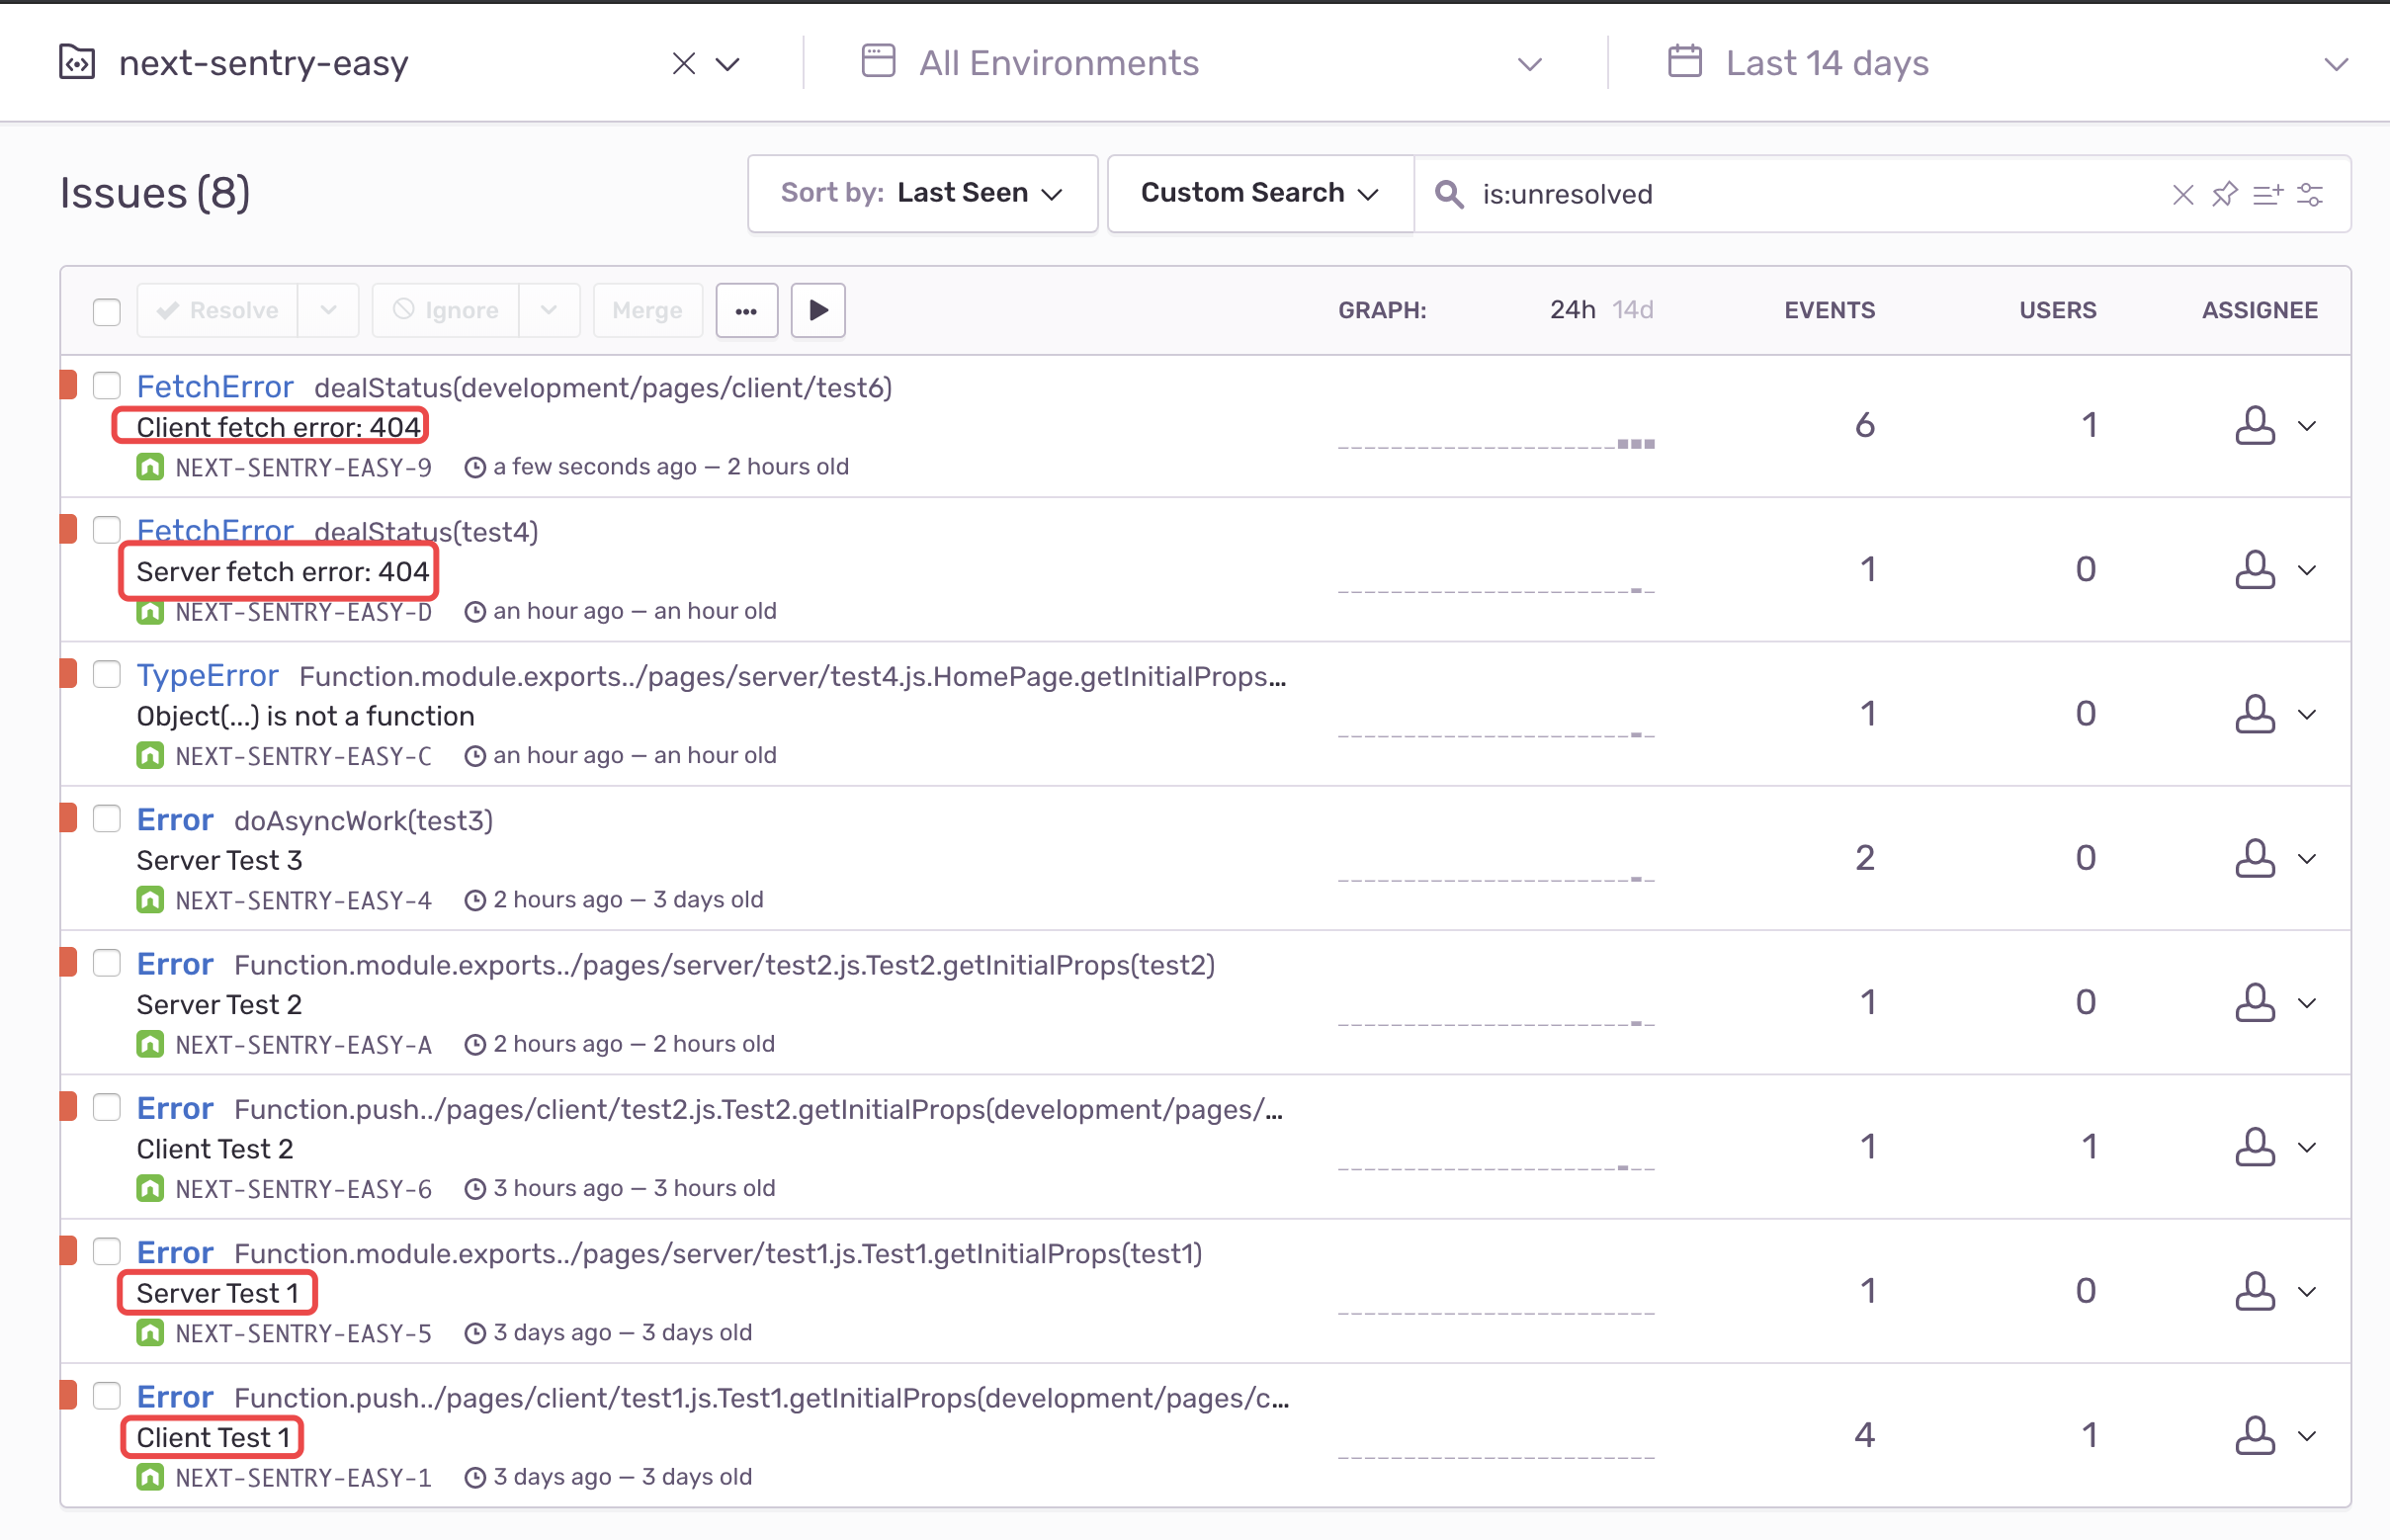 next-sentry-easy
All Environments
Last 14 days
Issues (8)
Sort by: Last Seen
Custom Search
is:unresolved
Resolve
Ignore
Merge
GRAPH: 24h 14d
EVENTS
USERS
ASSIGNEE
FetchError dealStatus(development/pages/client/test6)
Client fetch error: 404
6 1
NEXT-SENTRY-EASY-9 a few seconds ago — 2 hours old
FetchError dealStatus(test4)
Server fetch error: 404
1 0
NEXT-SENTRY-EASY-D an hour ago — an hour old
TypeError Function.module.exports../pages/server/test4.js.HomePage.getInitialProps...
Object(...) is not a function
1 0
NEXT-SENTRY-EASY-C an hour ago — an hour old
Error doAsyncWork(test3)
Server Test 3
2 0
NEXT-SENTRY-EASY-4 2 hours ago — 3 days old
Error Function.module.exports../pages/server/test2.js.Test2.getInitialProps(test2)
Server Test 2
1 0
NEXT-SENTRY-EASY-A 2 hours ago — 2 hours old
Error Function.push../pages/client/test2.js.Test2.getInitialProps(development/pages/...
Client Test 2
1 1
NEXT-SENTRY-EASY-6 3 hours ago — 3 hours old
Error Function.module.exports../pages/server/test1.js.Test1.getInitialProps(test1)
Server Test 1
1 0
NEXT-SENTRY-EASY-5 3 days ago — 3 days old
Error Function.push../pages/client/test1.js.Test1.getInitialProps(development/pages/c...
Client Test 1
4 1
NEXT-SENTRY-EASY-1 3 days ago — 3 days old